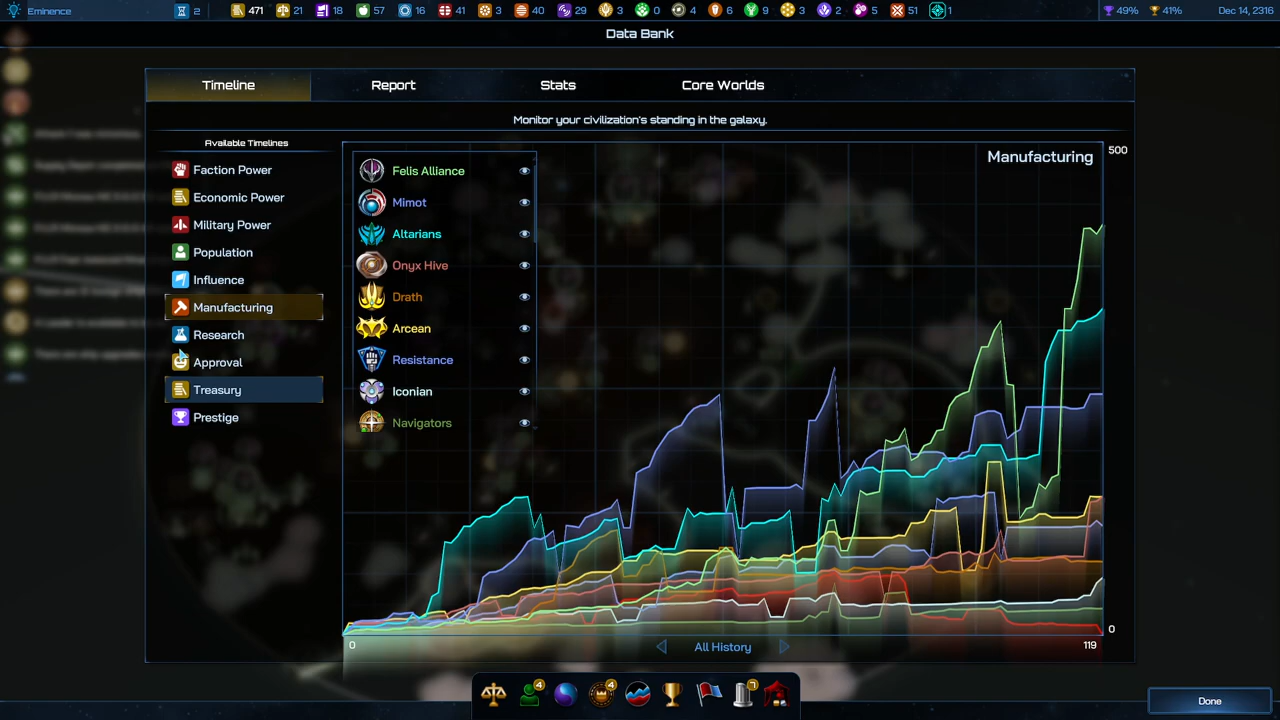 Eminence 2 471 21 18 57 16 41 3 40 29 3 0 4 6 9 3 2 5 51 1 49% 41% Dec 14, 2316
Data Bank
Timeline Report Stats Core Worlds
Monitor your civilization's standing in the galaxy.
Available Timelines
Faction Power
Economic Power
Military Power
Population
Influence
Manufacturing
Research
Approval
Treasury
Prestige
Felis Alliance
Mimot
Altarians
Onyx Hive
Drath
Arcean
Resistance
Iconian
Navigators
Manufacturing
500
0
0
119
All History
4 4 7
Done